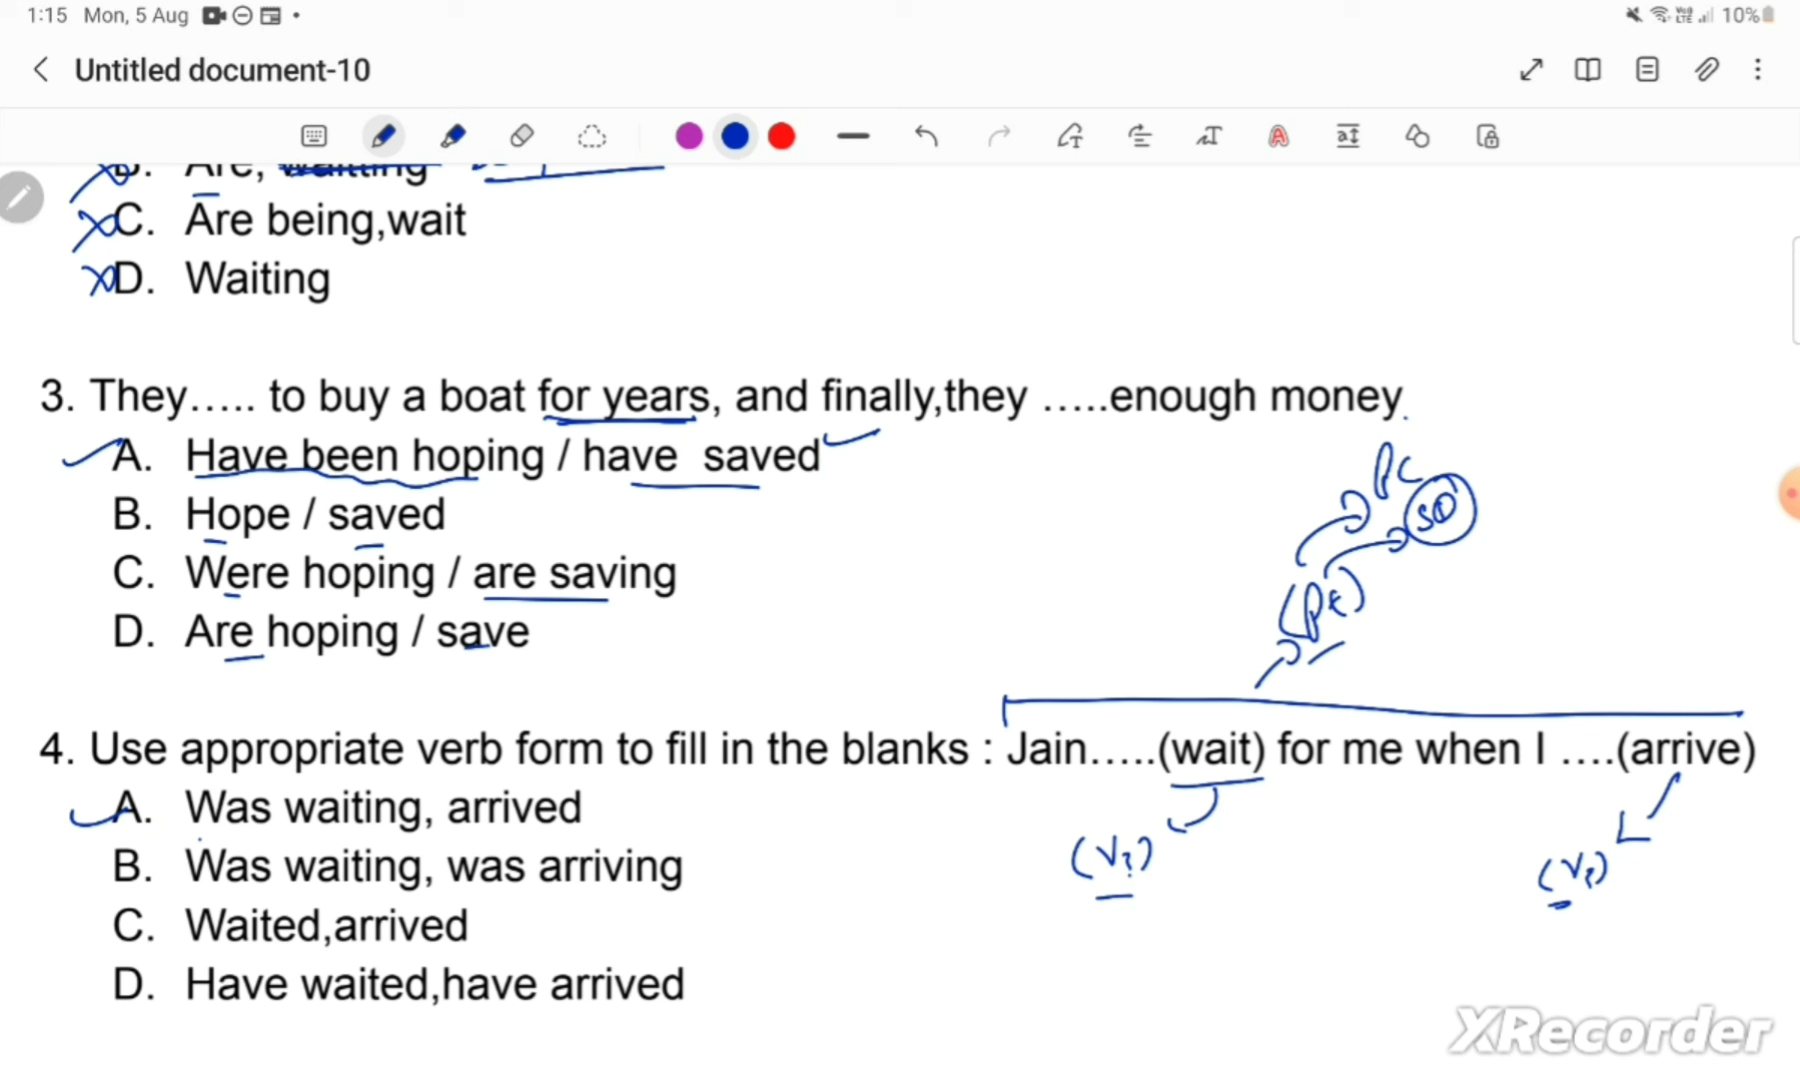 1:15 Mon, 5 Aug
10%
Untitled document-10
B. Are, waiting
C. Are being,wait
D. Waiting
3. They..... to buy a boat for years, and finally,they .....enough money.
A. Have been hoping / have saved
B. Hope / saved
C. Were hoping / are saving
D. Are hoping / save
PC
4. Use appropriate verb form to fill in the blanks : Jain.....(wait) for me when I ....(arrive)
A. Was waiting, arrived
B. Was waiting, was arriving
(V?)
(V?)
C. Waited,arrived
D. Have waited,have arrived
XRecorder